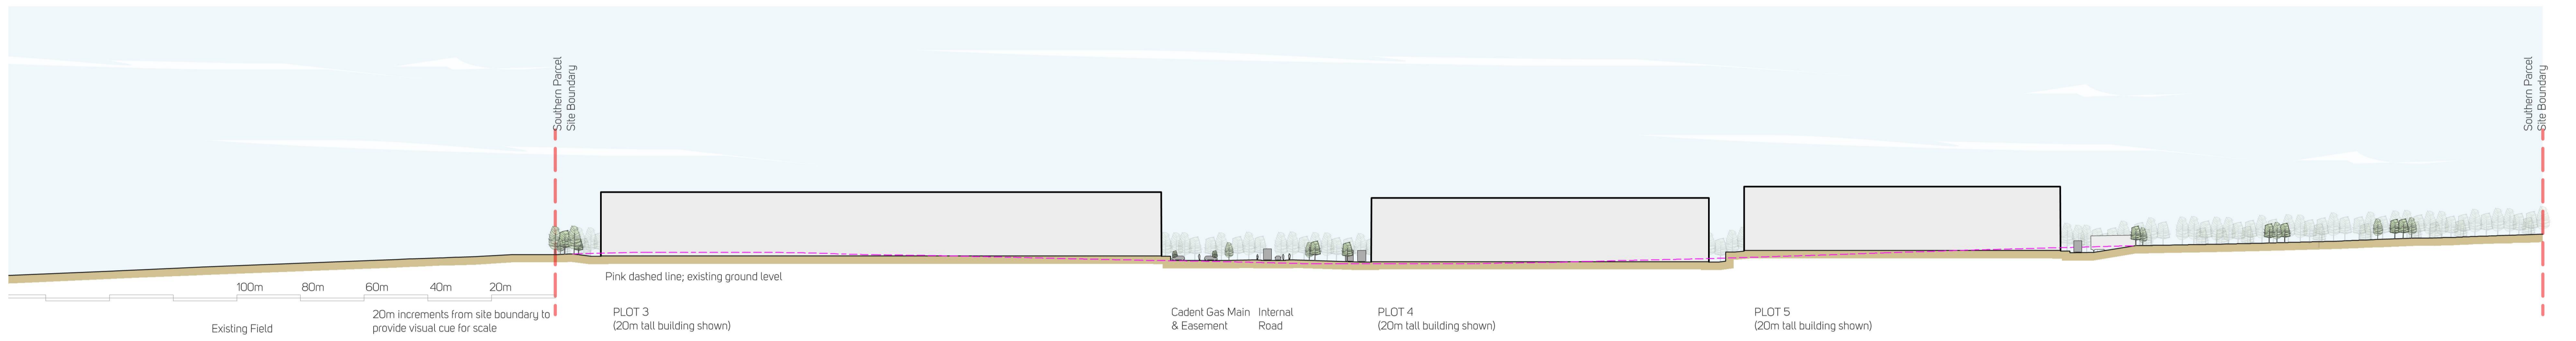 Southern Parcel
Site Boundary
Southern Parcel
Site Boundary
Pink dashed line; existing ground level
100m
80m
60m
40m
20m
20m increments from site boundary to
provide visual cue for scale
Existing Field
PLOT 3
(20m tall building shown)
Cadent Gas Main
& Easement
Internal
Road
PLOT 4
(20m tall building shown)
PLOT 5
(20m tall building shown)